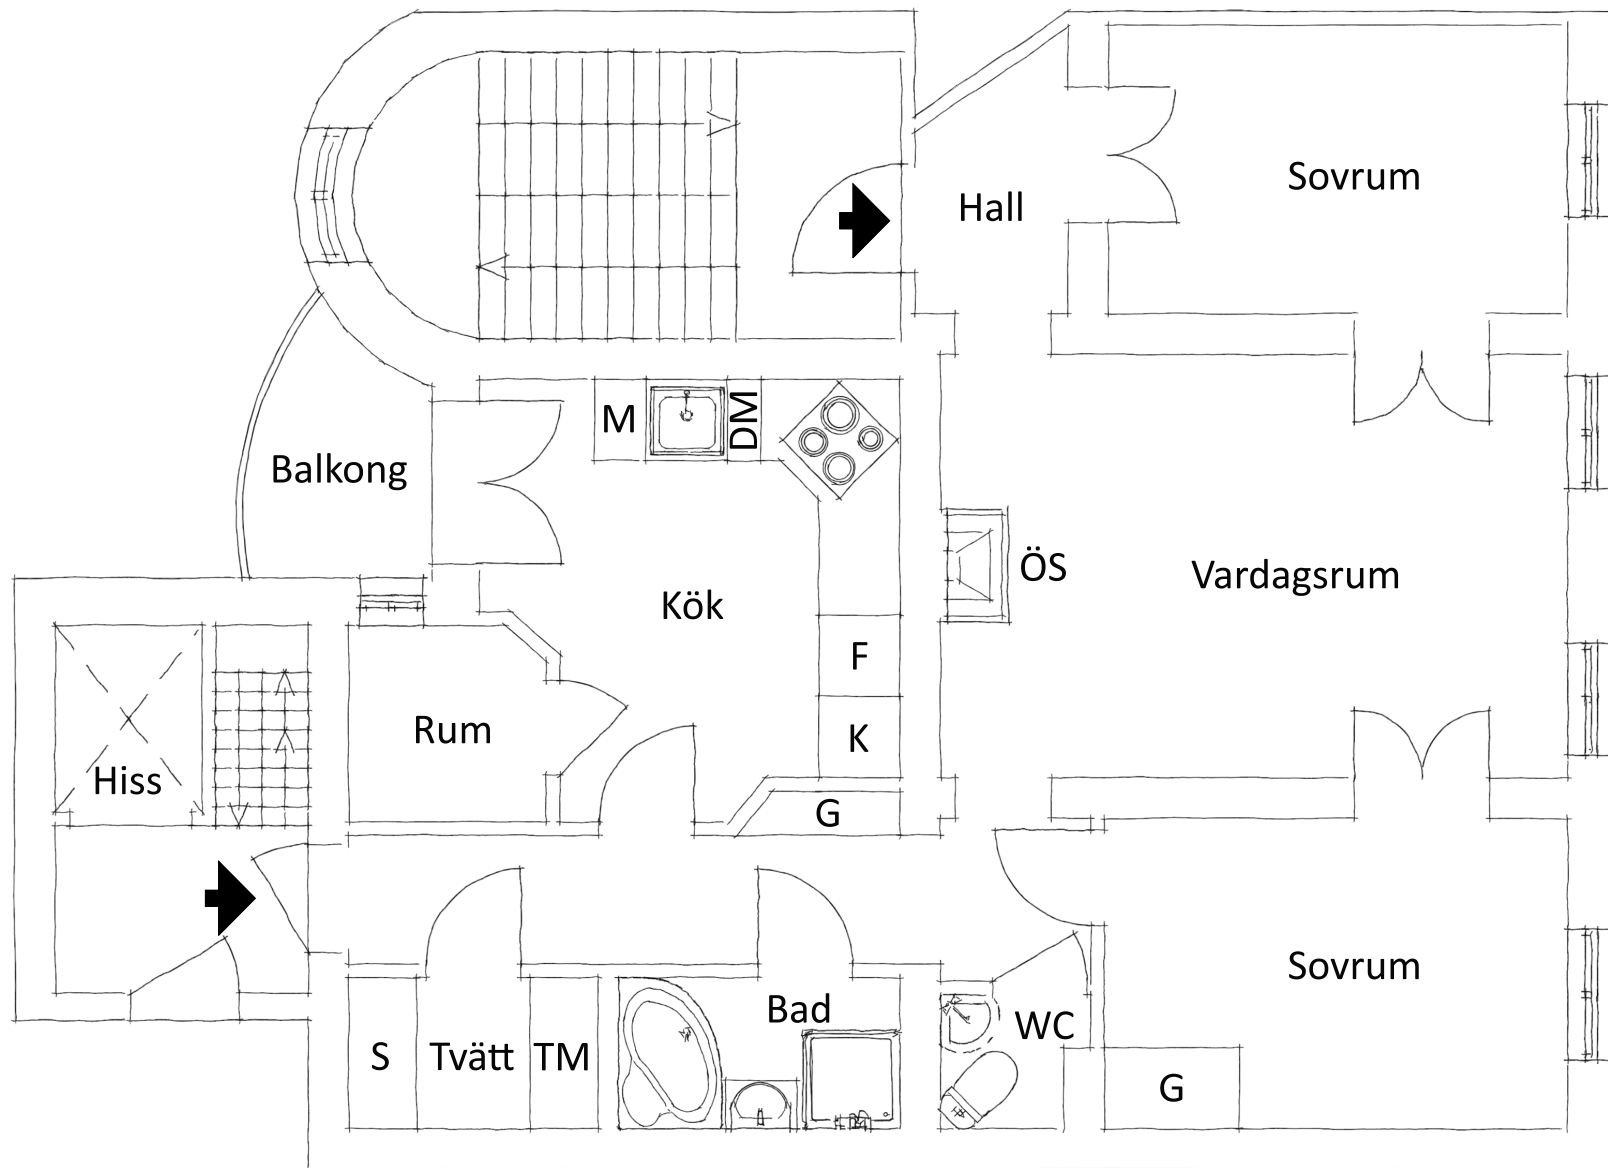 Sovrum
Hall
M
DM
Balkong
ÖS
Vardagsrum
Kök
F
Rum
K
Hiss
G
Sovrum
Bad
WC
S
Tvätt
TM
G